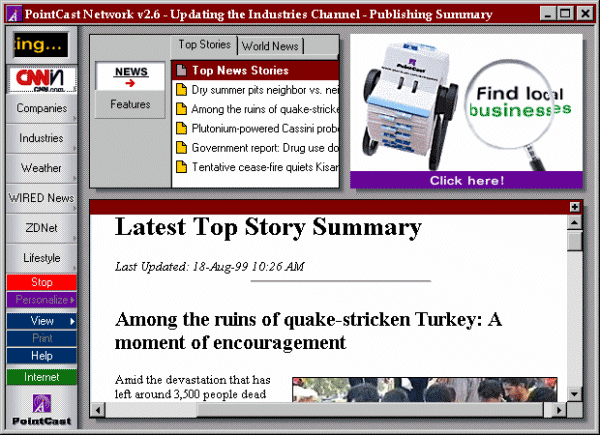 PointCast Network v2.6 - Updating the Industries Channel - Publishing Summary
ing...
CNN
CNN.com
Companies
Industries
Weather
WIRED News
ZDNet
Lifestyle
Stop
Personalize
View
Print
Help
Internet
PointCast
Top Stories
World News
NEWS
Features
Top News Stories
Dry summer pits neighbor vs. nei
Among the ruins of quake-stricke
Plutonium-powered Cassini probe
Government report: Drug use do
Tentative cease-fire quiets Kisan
PointCast
Find local
businesses
Click here!
Latest Top Story Summary
Last Updated: 18-Aug-99 10:26 AM
Among the ruins of quake-stricken Turkey: A
moment of encouragement
Amid the devastation that has
left around 3,500 people dead